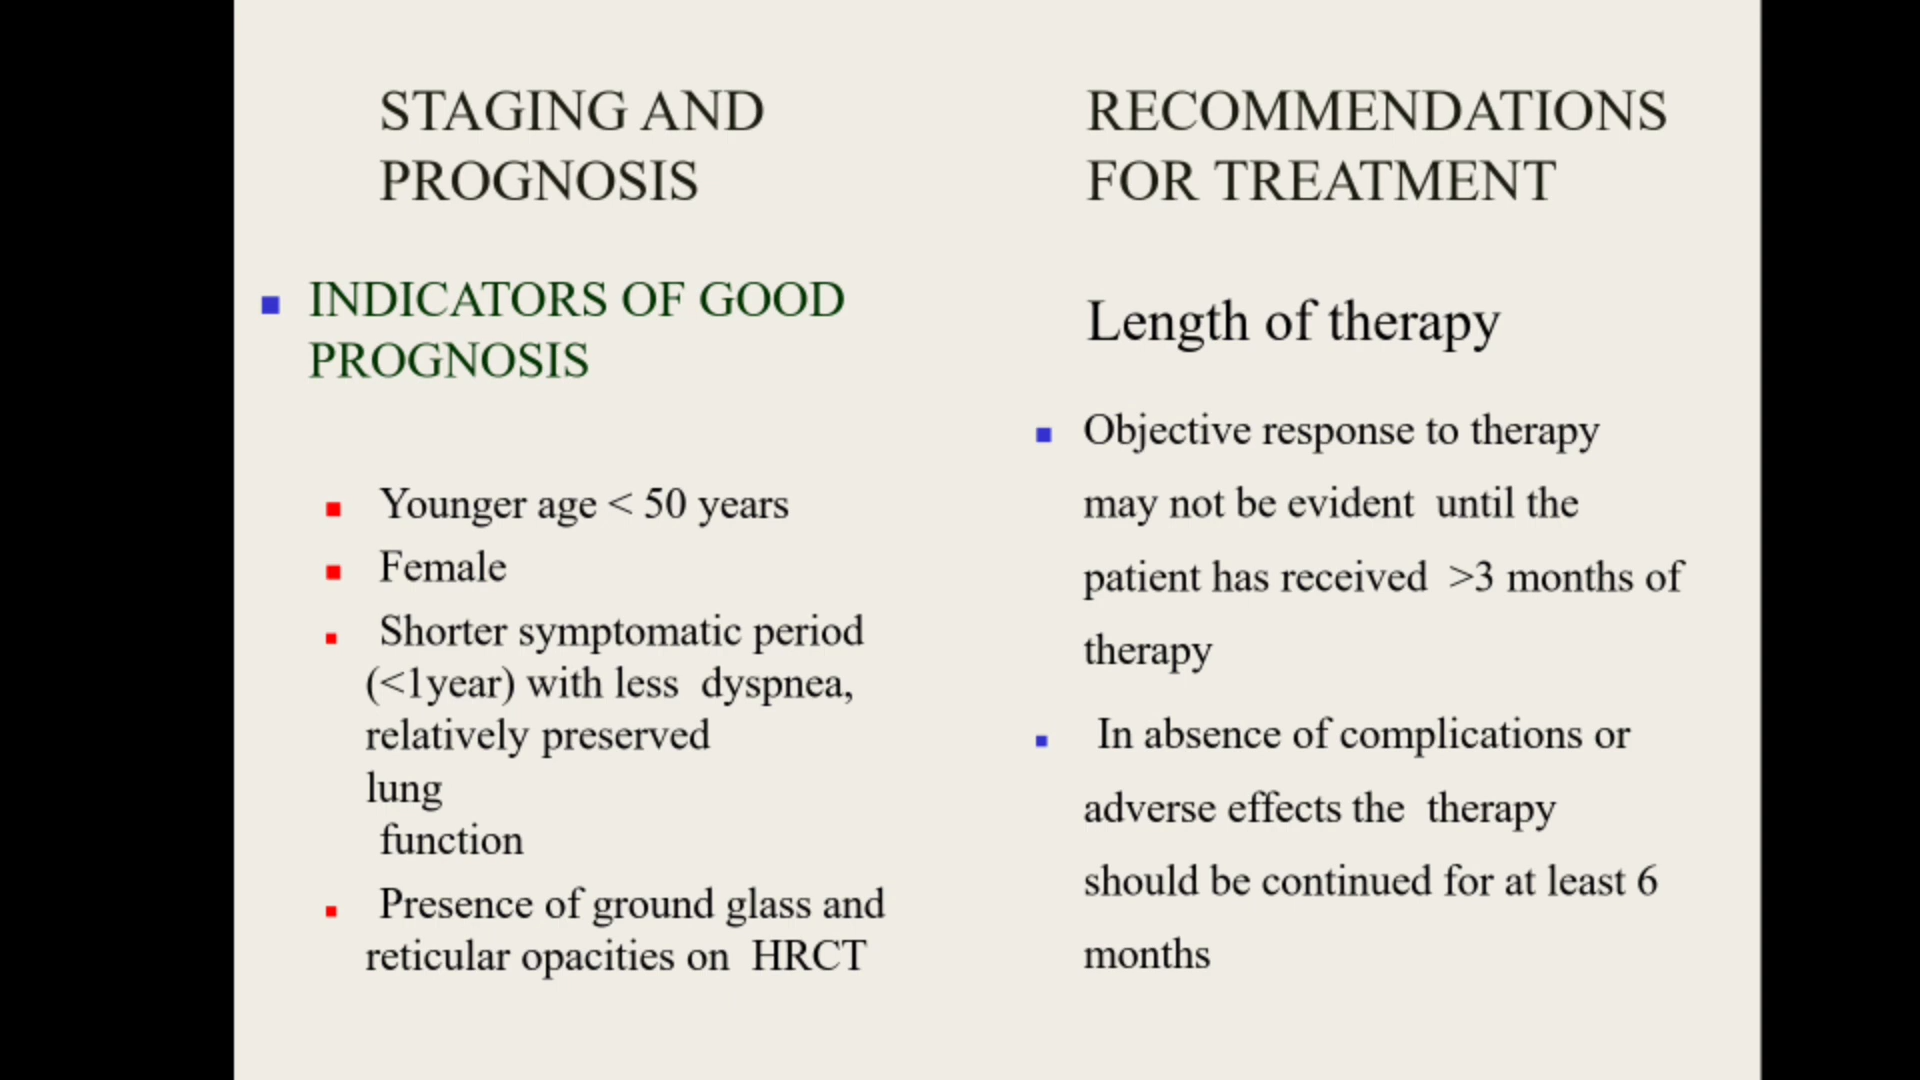 STAGING AND
PROGNOSIS
INDICATORS OF GOOD
PROGNOSIS
Younger age < 50 years
Female
Shorter symptomatic period
(<1year) with less dyspnea,
relatively preserved
lung
function
Presence of ground glass and
reticular opacities on HRCT
RECOMMENDATIONS
FOR TREATMENT
Length of therapy
Objective response to therapy
may not be evident until the
patient has received >3 months of
therapy
In absence of complications or
adverse effects the therapy
should be continued for at least 6
months